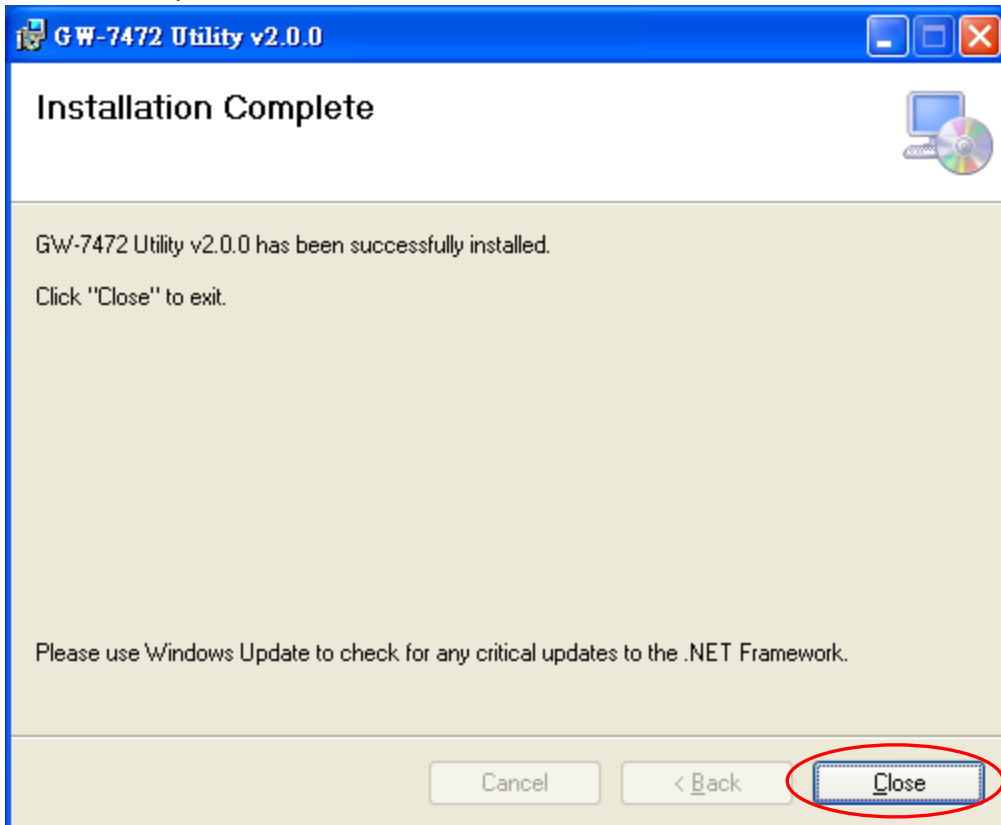 GW-7472 Utility v2.0.0
Installation Complete
GW-7472 Utility v2.0.0 has been successfully installed.
Click "Close" to exit.
Please use Windows Update to check for any critical updates to the .NET Framework.
Cancel < Back Close